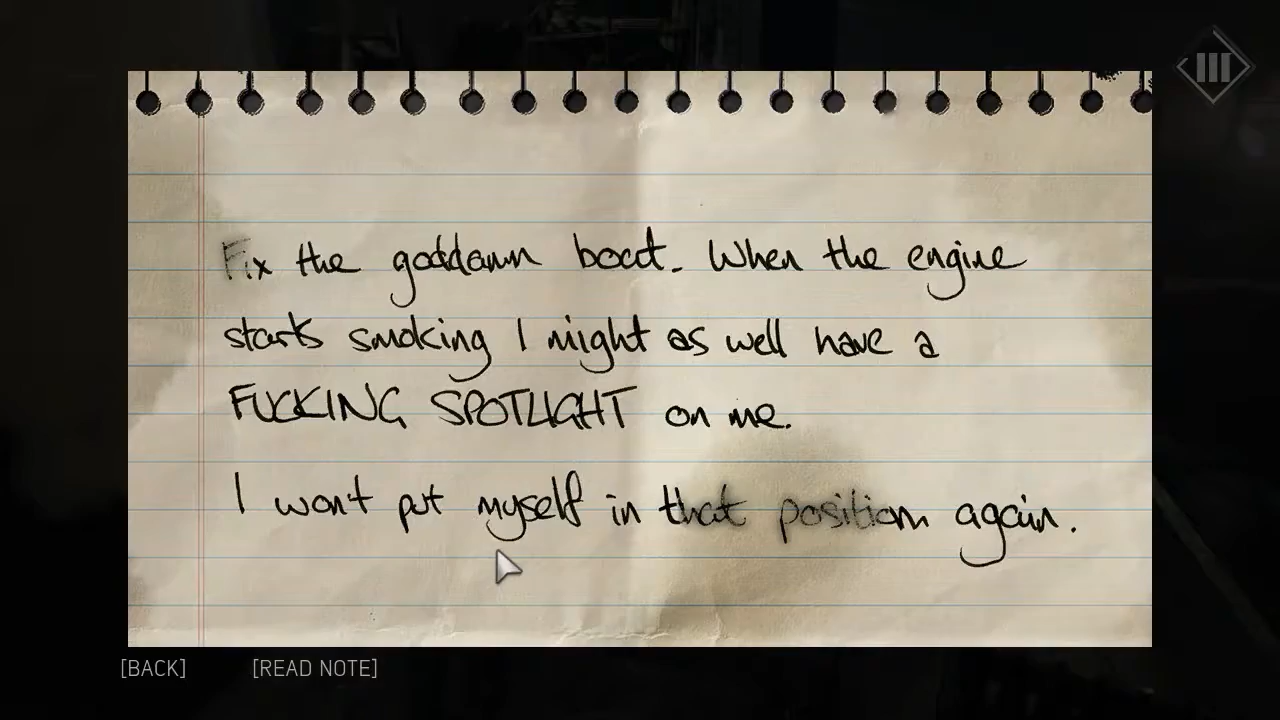 Fix the goddamn boat. When the engine
starts smoking I might as well have a
FUCKING SPOTLIGHT on me.
I wont put myself in that position again.
[BACK] [READ NOTE]